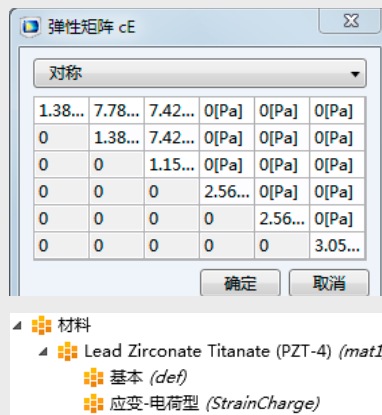 弹性矩阵 cE
对称
1.38... 7.78... 7.42... 0[Pa] 0[Pa] 0[Pa]
0 1.38... 7.42... 0[Pa] 0[Pa] 0[Pa]
0 0 1.15... 0[Pa] 0[Pa] 0[Pa]
0 0 0 2.56... 0[Pa] 0[Pa]
0 0 0 0 2.56... 0[Pa]
0 0 0 0 0 3.05...
确定 取消
材料
Lead Zirconate Titanate (PZT-4) (mat1
基本 (def)
应变-电荷型 (StrainCharge)